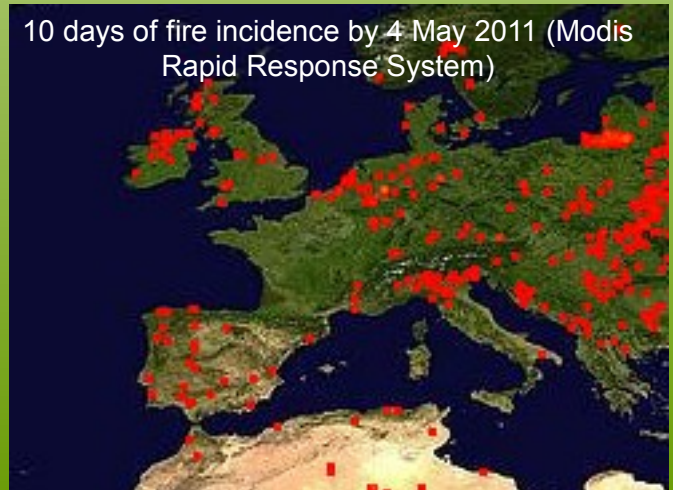 10 days of fire incidence by 4 May 2011 (Modis
Rapid Response System)